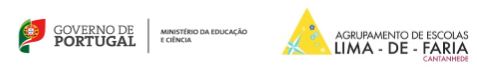 GOVERNO DE
PORTUGAL
MINISTÉRIO DA EDUCAÇÃO
E CIÊNCIA
AGRUPAMENTO DE ESCOLAS
LIMA - DE - FARIA
CANTANHEDE